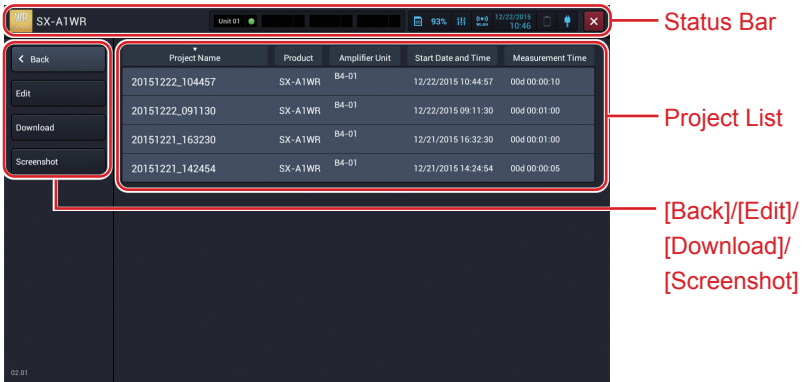 WR SX-A1WR Unit 01 93% WLAN 12/22/2015 10:46
Status Bar
Back
Edit
Download
Screenshot
Project Name Product Amplifier Unit Start Date and Time Measurement Time
20151222_104457 SX-A1WR B4-01 12/22/2015 10:44:57 00d 00:00:10
20151222_091130 SX-A1WR B4-01 12/22/2015 09:11:30 00d 00:01:00
20151221_163230 SX-A1WR B4-01 12/21/2015 16:32:30 00d 00:01:00
20151221_142454 SX-A1WR B4-01 12/21/2015 14:24:54 00d 00:00:05
Project List
[Back]/[Edit]/
[Download]/
[Screenshot]
02.01